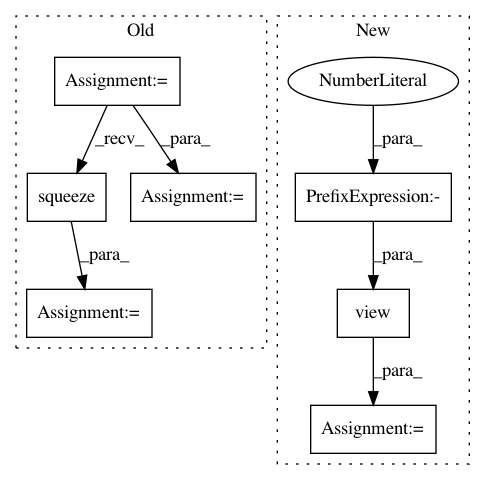 Old
New
Assignment:=
NumberLiteral
_recv_
_para_
_para_
squeeze
Assignment:=
PrefixExpression:-
_para_
_para_
Assignment:=
view
_para_
Assignment:=